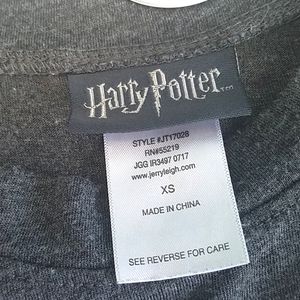 Harry Potter™
STYLE #JT17028
RN#55219
JGG IR3497 0717
www.jerryleigh.com
XS
MADE IN CHINA
SEE REVERSE FOR CARE